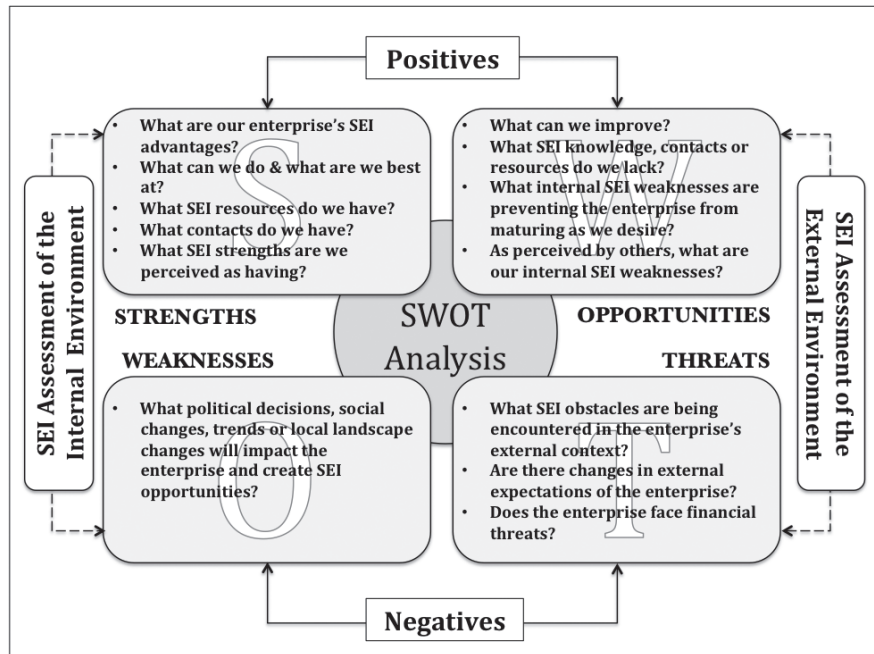 Positives
• What are our enterprise's SEI
advantages?
• What can we do & what are we best
at?
• What SEI resources do we have?
• What contacts do we have?
• What SEI strengths are we
perceived as having?
S
• What can we improve?
• What SEI knowledge, contacts or
resources do we lack?
• What internal SEI weaknesses are
preventing the enterprise from
maturing as we desire?
• As perceived by others, what are
our internal SEI weaknesses?
W
SEI Assessment of the
Internal Environment
SEI Assessment of the
External Environment
STRENGTHS
OPPORTUNITIES
SWOT
Analysis
WEAKNESSES
THREATS
• What political decisions, social
changes, trends or local landscape
changes will impact the
enterprise and create SEI
opportunities?
O
• What SEI obstacles are being
encountered in the enterprise's
external context?
• Are there changes in external
expectations of the enterprise?
• Does the enterprise face financial
threats?
T
Negatives